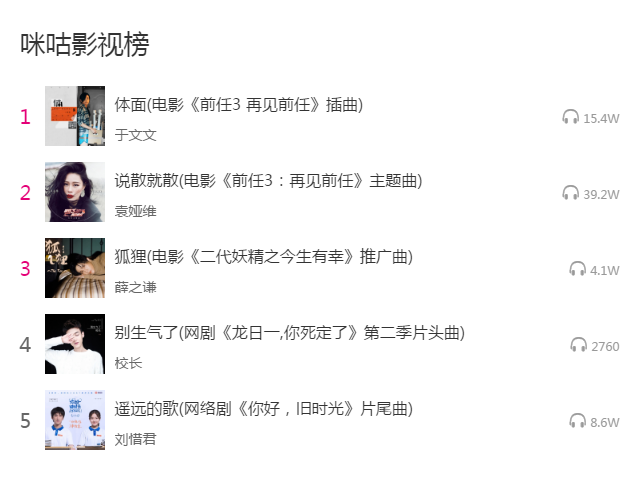 咪咕影视榜
1
体面(电影《前任3 再见前任》插曲)
于文文
15.4W
2
说散就散(电影《前任3：再见前任》主题曲)
袁娅维
39.2W
3
狐狸(电影《二代妖精之今生有幸》推广曲)
薛之谦
4.1W
4
别生气了(网剧《龙日一,你死定了》第二季片头曲)
校长
2760
5
遥远的歌(网络剧《你好，旧时光》片尾曲)
刘惜君
8.6W